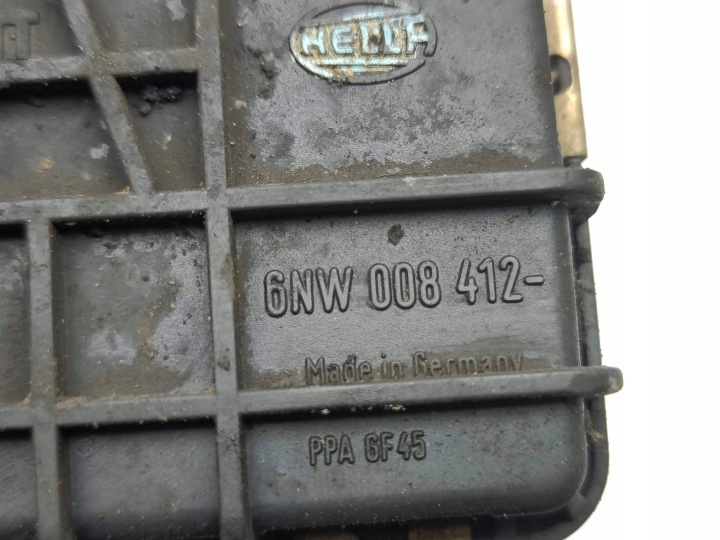 HELLA
6NW 008 412-
Made in Germany
PPA GF45